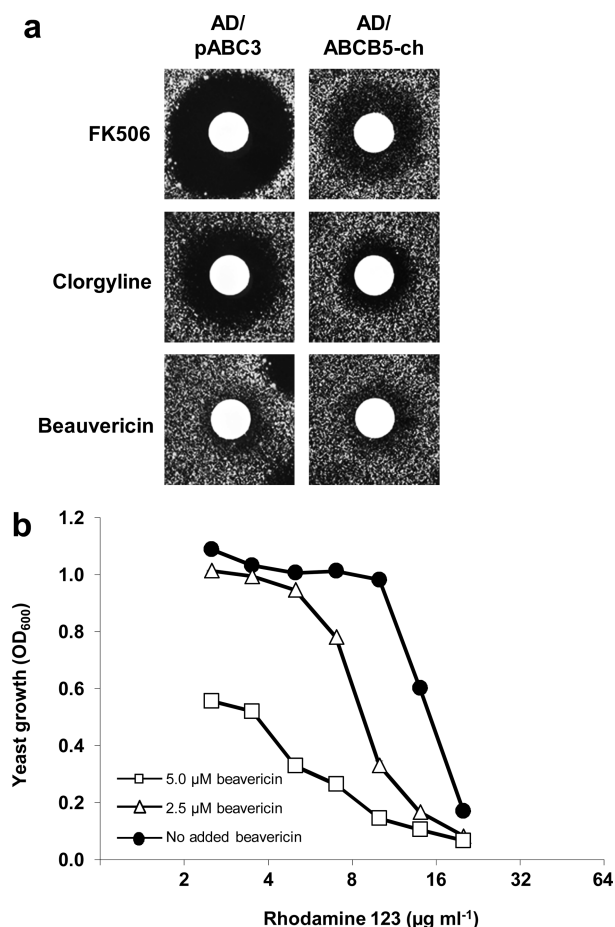 a
AD/
pABC3
AD/
ABCB5-ch
FK506
Clorgyline
Beauvericin
b
Yeast growth (OD600)
1.2
1.0
0.8
0.6
0.4
0.2
0.0
5.0 µM beavericin
2.5 µM beavericin
No added beavericin
2
4
8
16
32
64
Rhodamine 123 (µg ml-1)